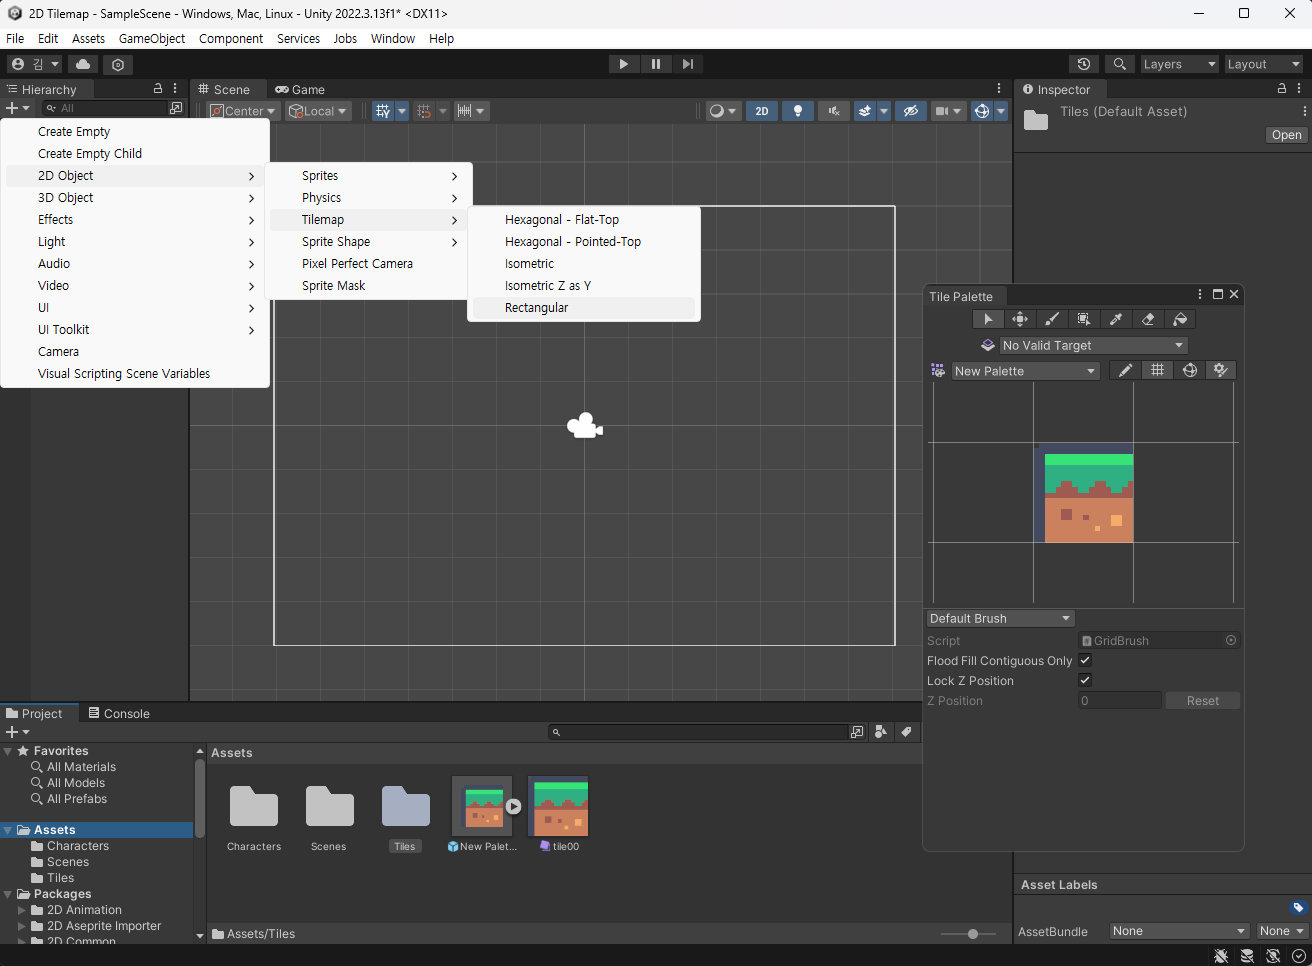 2D Tilemap - SampleScene - Windows, Mac, Linux - Unity 2022.3.13f1* <DX11>
File Edit Assets GameObject Component Services Jobs Window Help
김 Layers Layout
Hierarchy Scene Game Inspector
All Center Local 2D Tiles (Default Asset)
Open
Create Empty
Create Empty Child
2D Object
3D Object
Effects
Light
Audio
Video
UI
UI Toolkit
Camera
Visual Scripting Scene Variables
Sprites
Physics
Tilemap
Sprite Shape
Pixel Perfect Camera
Sprite Mask
Hexagonal - Flat-Top
Hexagonal - Pointed-Top
Isometric
Isometric Z as Y
Rectangular
Tile Palette
No Valid Target
New Palette
Default Brush
Script GridBrush
Flood Fill Contiguous Only
Lock Z Position
Z Position 0 Reset
Project Console
Favorites
All Materials
All Models
All Prefabs
Assets
Characters
Scenes
Tiles
Packages
2D Animation
2D Aseprite Importer
2D Common
Assets
Characters Scenes Tiles New Palet... tile00
Assets/Tiles
Asset Labels
AssetBundle None None